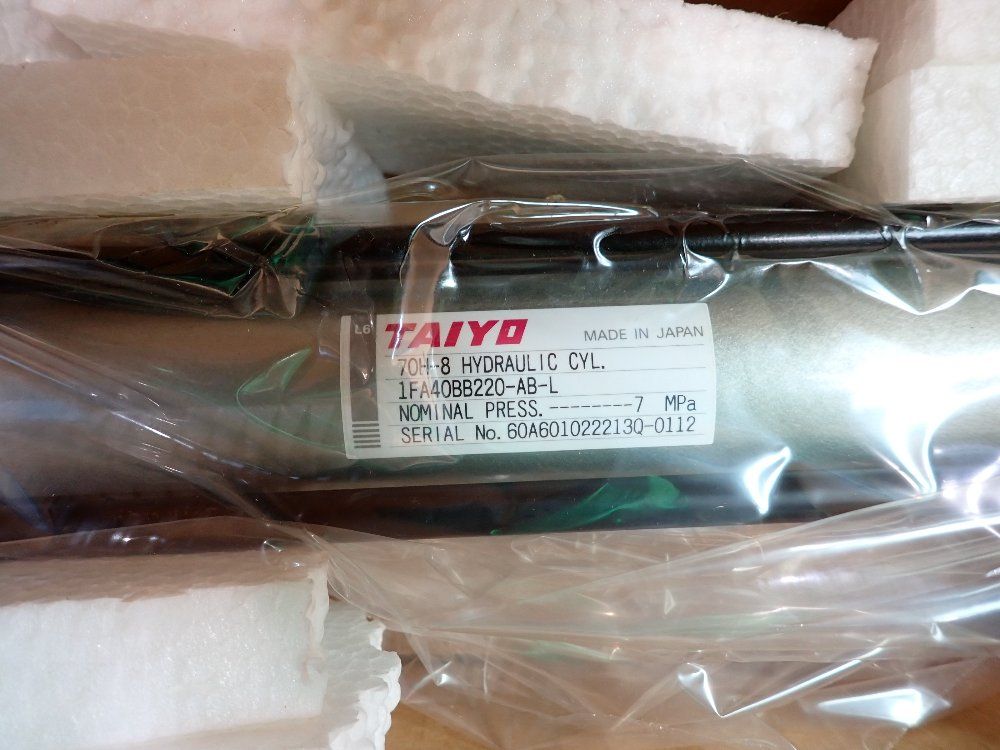 L6
TAIYO MADE IN JAPAN
70H-8 HYDRAULIC CYL.
1FA40BB220-AB-L
NOMINAL PRESS.--------7 MPa
SERIAL No. 60A601022213Q-0112